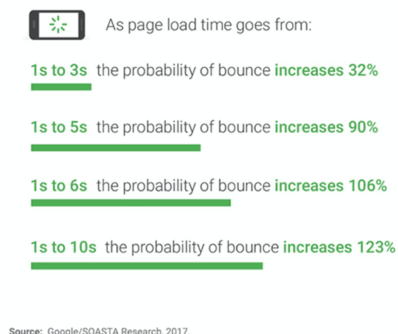 As page load time goes from:
1s to 3s the probability of bounce increases 32%
1s to 5s the probability of bounce increases 90%
1s to 6s the probability of bounce increases 106%
1s to 10s the probability of bounce increases 123%
Source: Google/SOASTA Research, 2017.